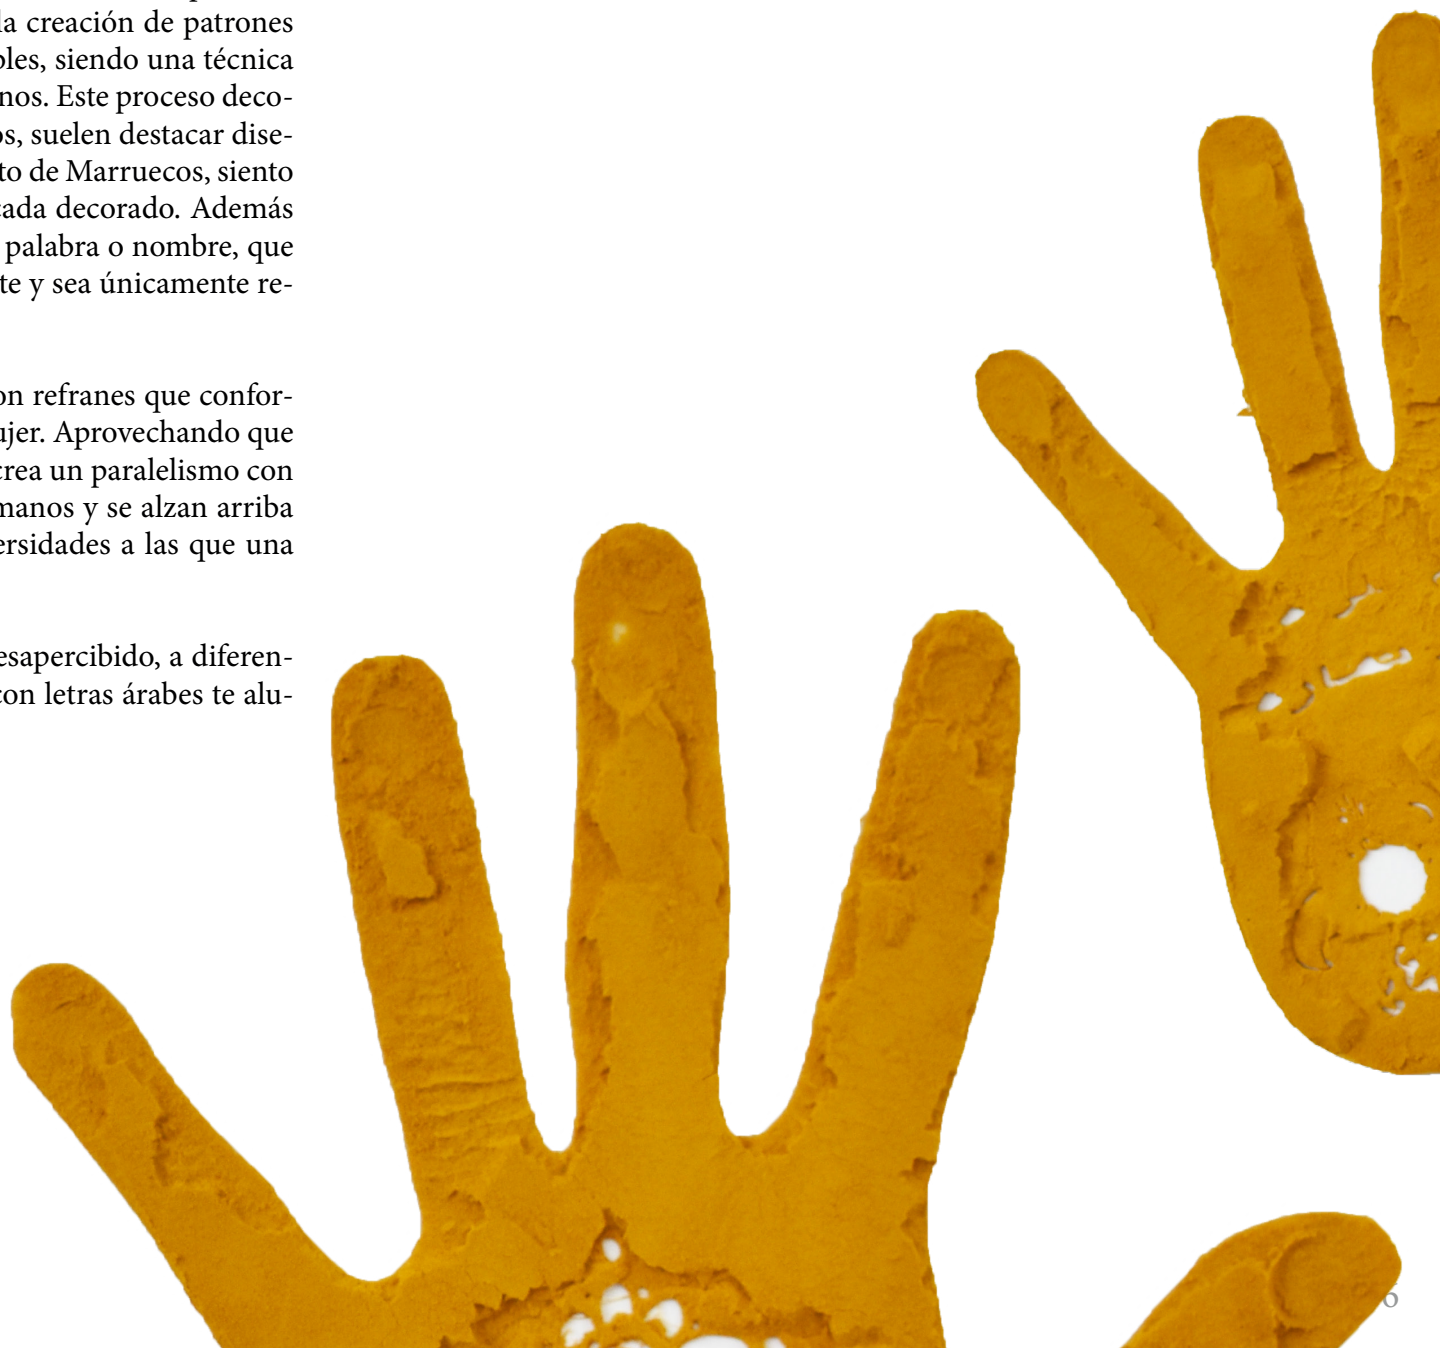 la creación de patrones
bles, siendo una técnica
nos. Este proceso deco-
os, suelen destacar dise-
to de Marruecos, siento
cada decorado. Además
palabra o nombre, que
te y sea únicamente re-
on refranes que confor-
ujer. Aprovechando que
crea un paralelismo con
manos y se alzan arriba
ersidades a las que una
esapercibido, a diferen-
con letras árabes te alu-
6